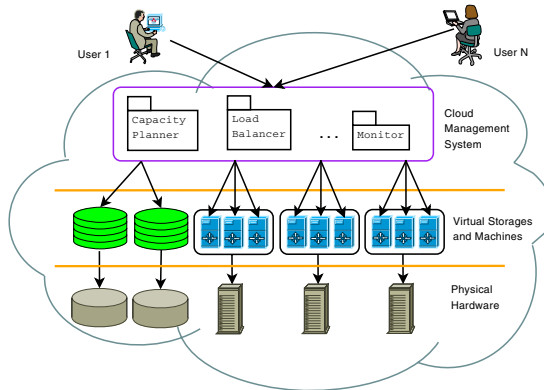 User 1
User N
Capacity
Planner
Load
Balancer
...
Monitor
Cloud
Management
System
Virtual Storages
and Machines
Physical
Hardware